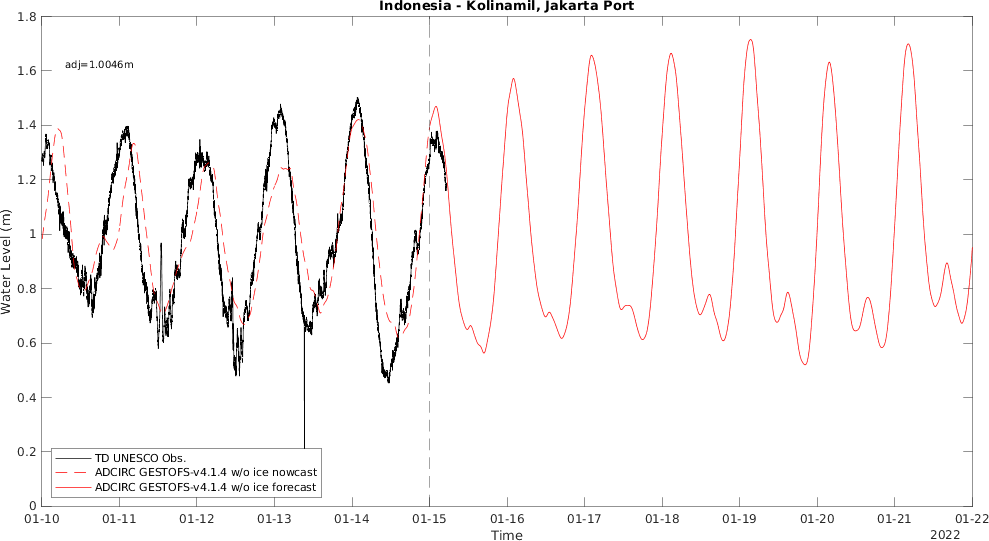 Indonesia - Kolinamil, Jakarta Port
1.8
1.6
1.4
1.2
1
0.8
0.6
0.4
0.2
0
Water Level (m)
adj=1.0046m
TD UNESCO Obs.
ADCIRC GESTOFS-v4.1.4 w/o ice nowcast
ADCIRC GESTOFS-v4.1.4 w/o ice forecast
01-10 01-11 01-12 01-13 01-14 01-15 01-16 01-17 01-18 01-19 01-20 01-21 01-22
Time
2022